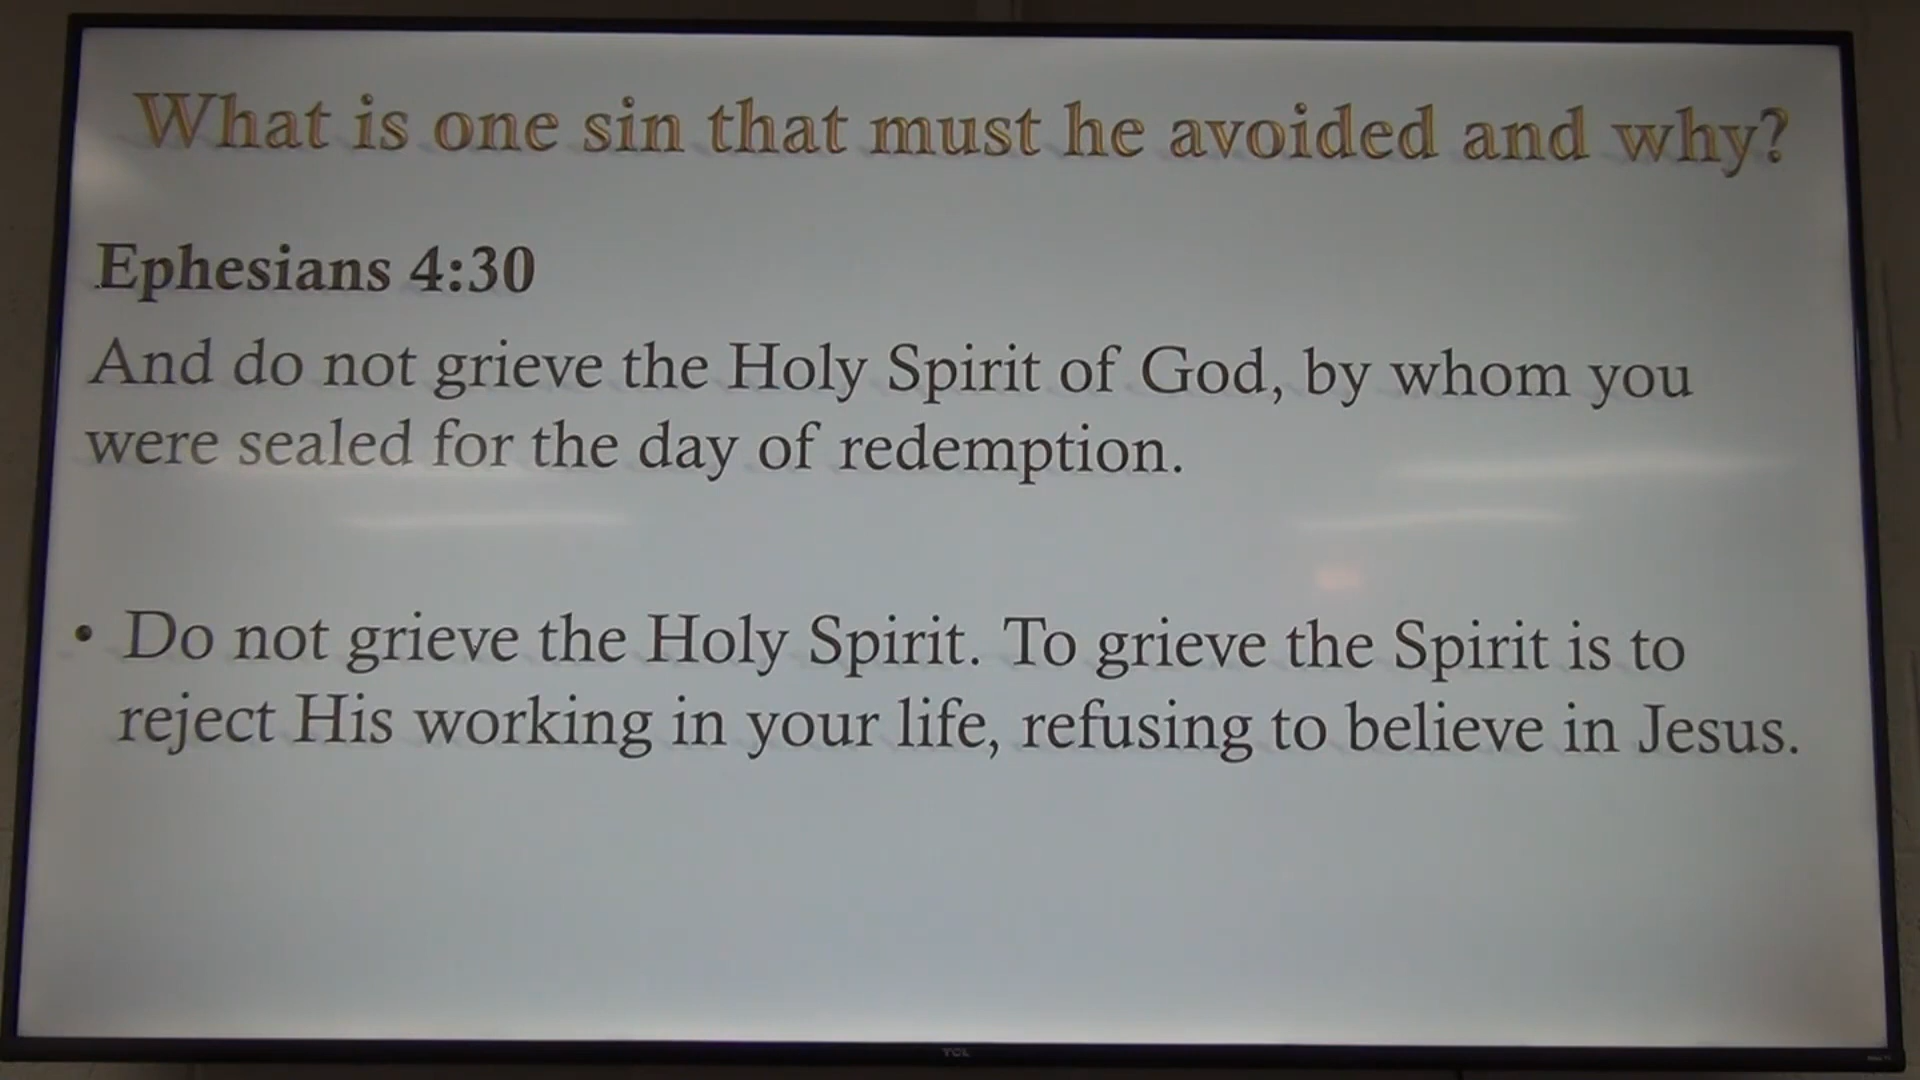 What is one sin that must he avoided and why?
Ephesians 4:30
And do not grieve the Holy Spirit of God, by whom you
were sealed for the day of redemption.
• Do not grieve the Holy Spirit. To grieve the Spirit is to
reject His working in your life, refusing to believe in Jesus.
TCL